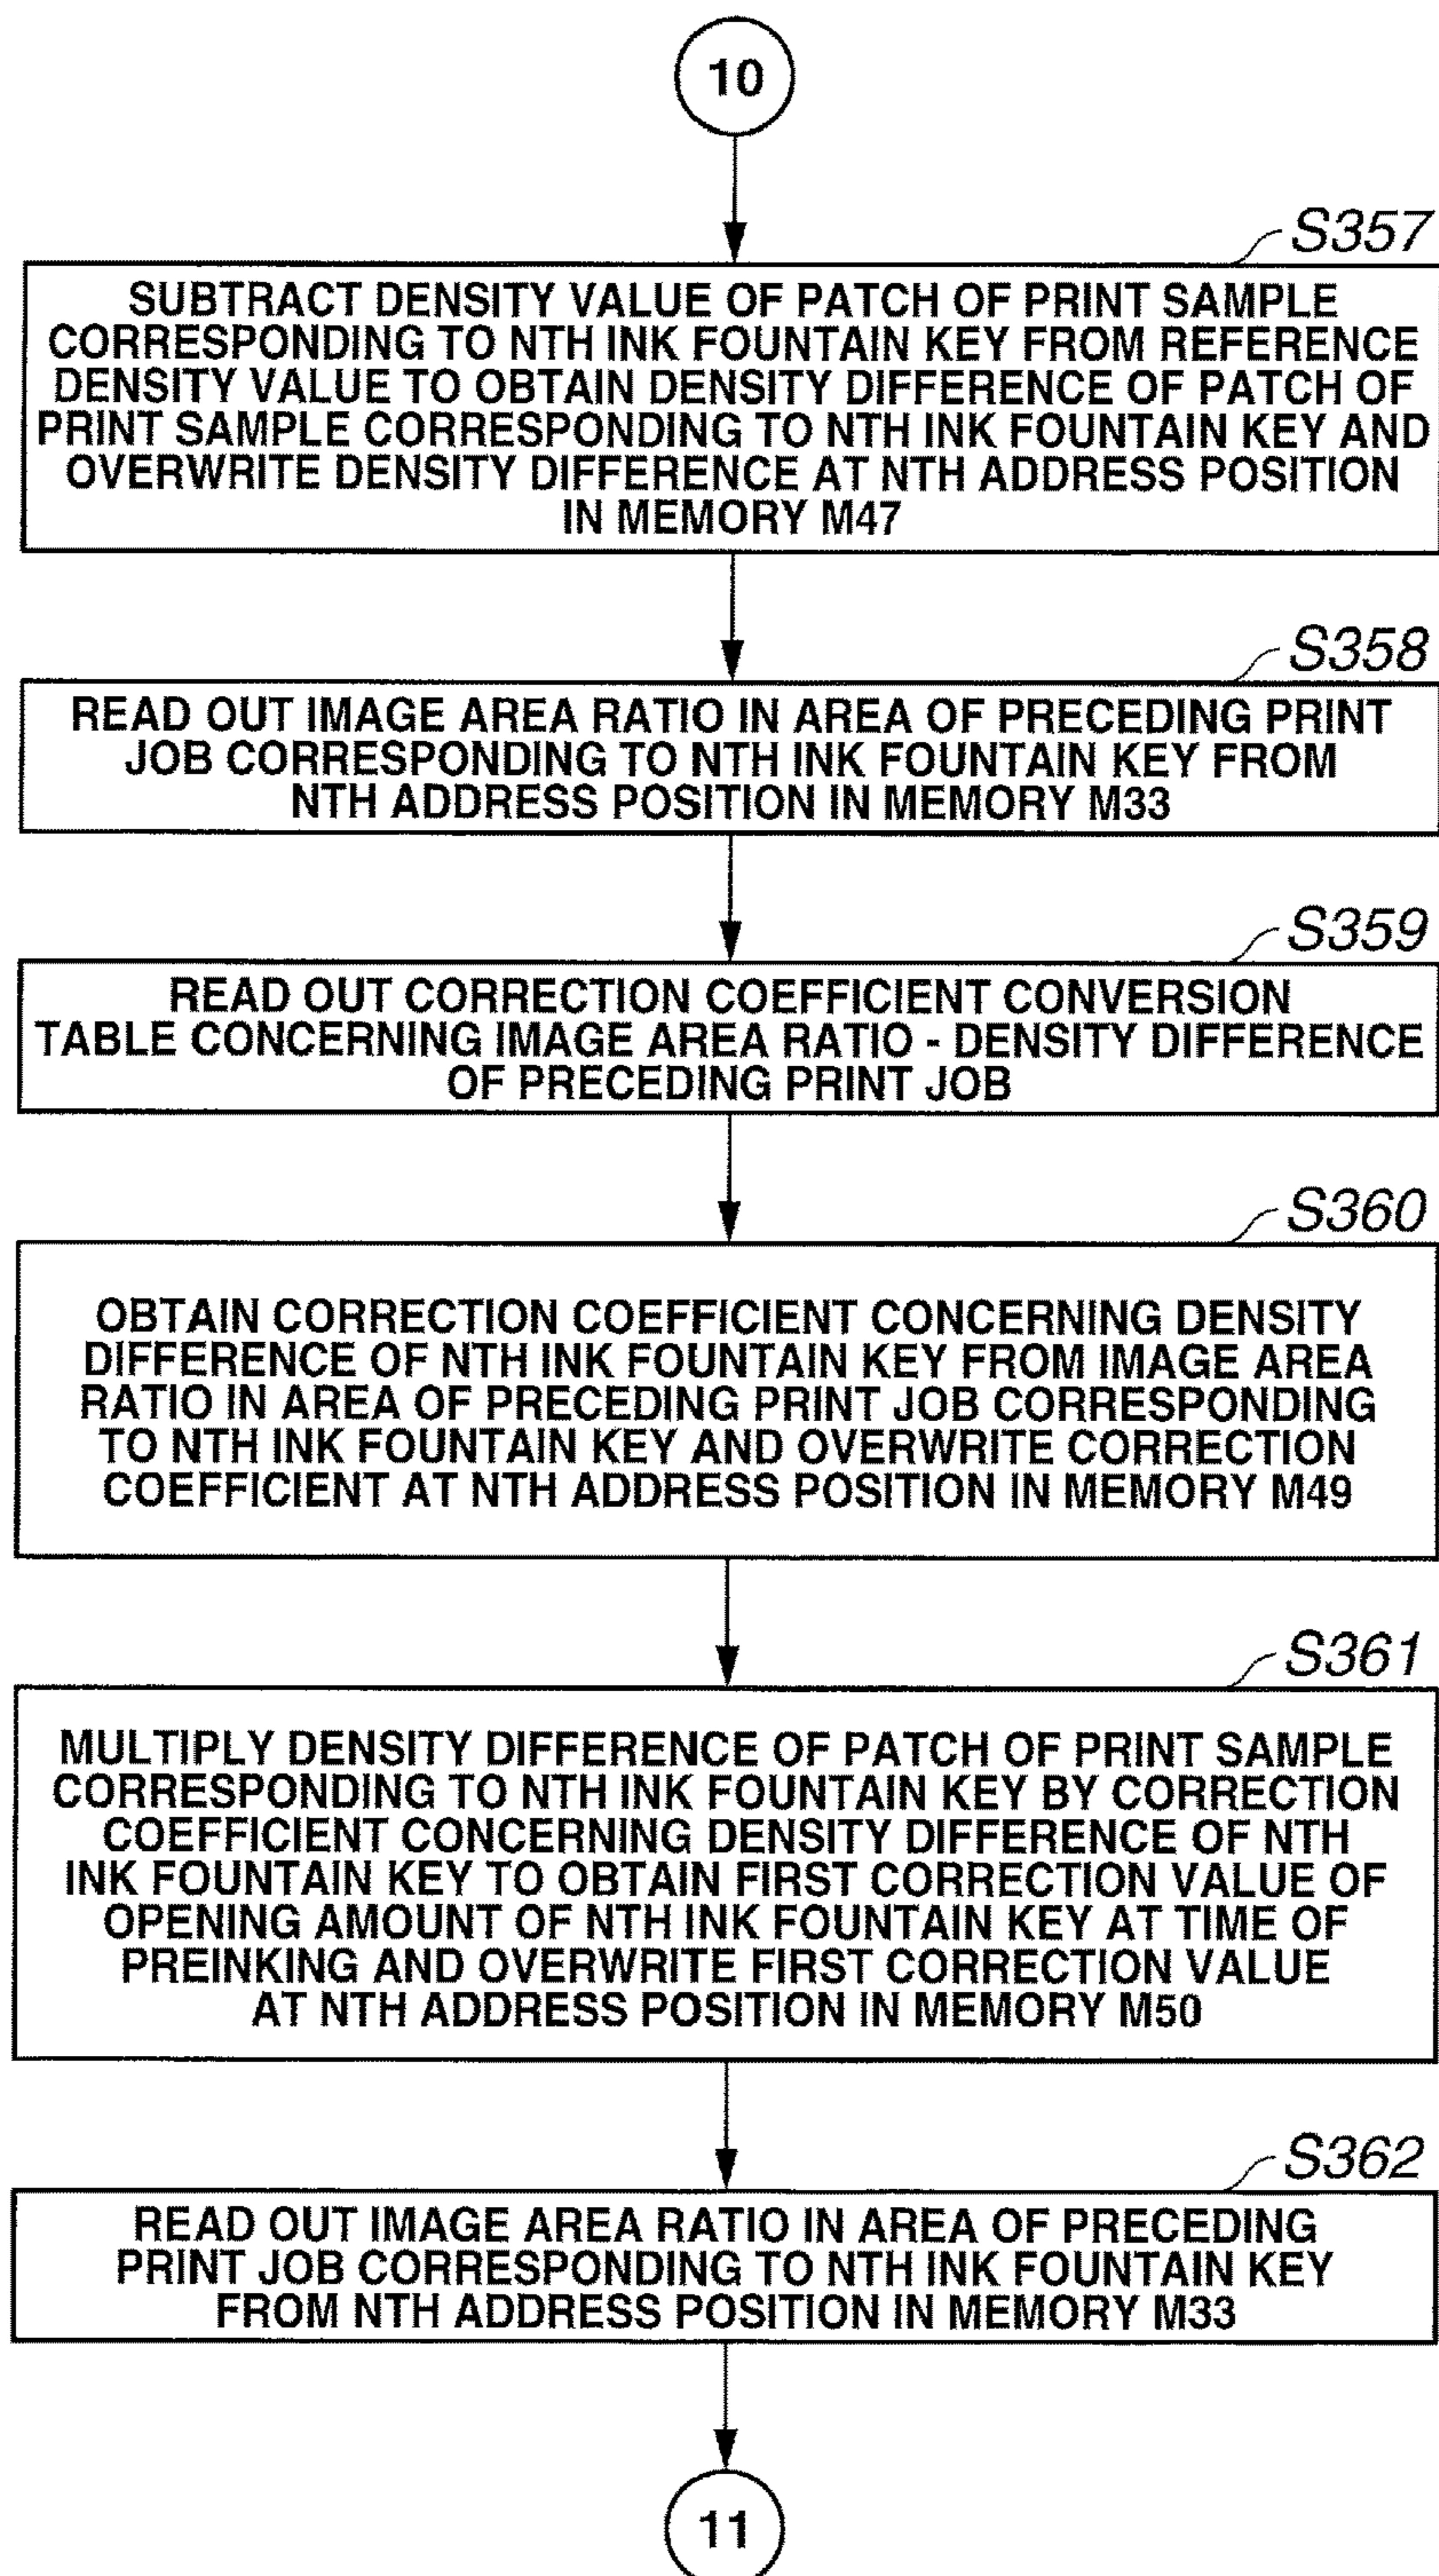 10
S357
SUBTRACT DENSITY VALUE OF PATCH OF PRINT SAMPLE
CORRESPONDING TO NTH INK FOUNTAIN KEY FROM REFERENCE
DENSITY VALUE TO OBTAIN DENSITY DIFFERENCE OF PATCH OF
PRINT SAMPLE CORRESPONDING TO NTH INK FOUNTAIN KEY AND
OVERWRITE DENSITY DIFFERENCE AT NTH ADDRESS POSITION
IN MEMORY M47
S358
READ OUT IMAGE AREA RATIO IN AREA OF PRECEDING PRINT
JOB CORRESPONDING TO NTH INK FOUNTAIN KEY FROM
NTH ADDRESS POSITION IN MEMORY M33
S359
READ OUT CORRECTION COEFFICIENT CONVERSION
TABLE CONCERNING IMAGE AREA RATIO - DENSITY DIFFERENCE
OF PRECEDING PRINT JOB
S360
OBTAIN CORRECTION COEFFICIENT CONCERNING DENSITY
DIFFERENCE OF NTH INK FOUNTAIN KEY FROM IMAGE AREA
RATIO IN AREA OF PRECEDING PRINT JOB CORRESPONDING
TO NTH INK FOUNTAIN KEY AND OVERWRITE CORRECTION
COEFFICIENT AT NTH ADDRESS POSITION IN MEMORY M49
S361
MULTIPLY DENSITY DIFFERENCE OF PATCH OF PRINT SAMPLE
CORRESPONDING TO NTH INK FOUNTAIN KEY BY CORRECTION
COEFFICIENT CONCERNING DENSITY DIFFERENCE OF NTH
INK FOUNTAIN KEY TO OBTAIN FIRST CORRECTION VALUE OF
OPENING AMOUNT OF NTH INK FOUNTAIN KEY AT TIME OF
PREINKING AND OVERWRITE FIRST CORRECTION VALUE
AT NTH ADDRESS POSITION IN MEMORY M50
S362
READ OUT IMAGE AREA RATIO IN AREA OF PRECEDING
PRINT JOB CORRESPONDING TO NTH INK FOUNTAIN KEY
FROM NTH ADDRESS POSITION IN MEMORY M33
11